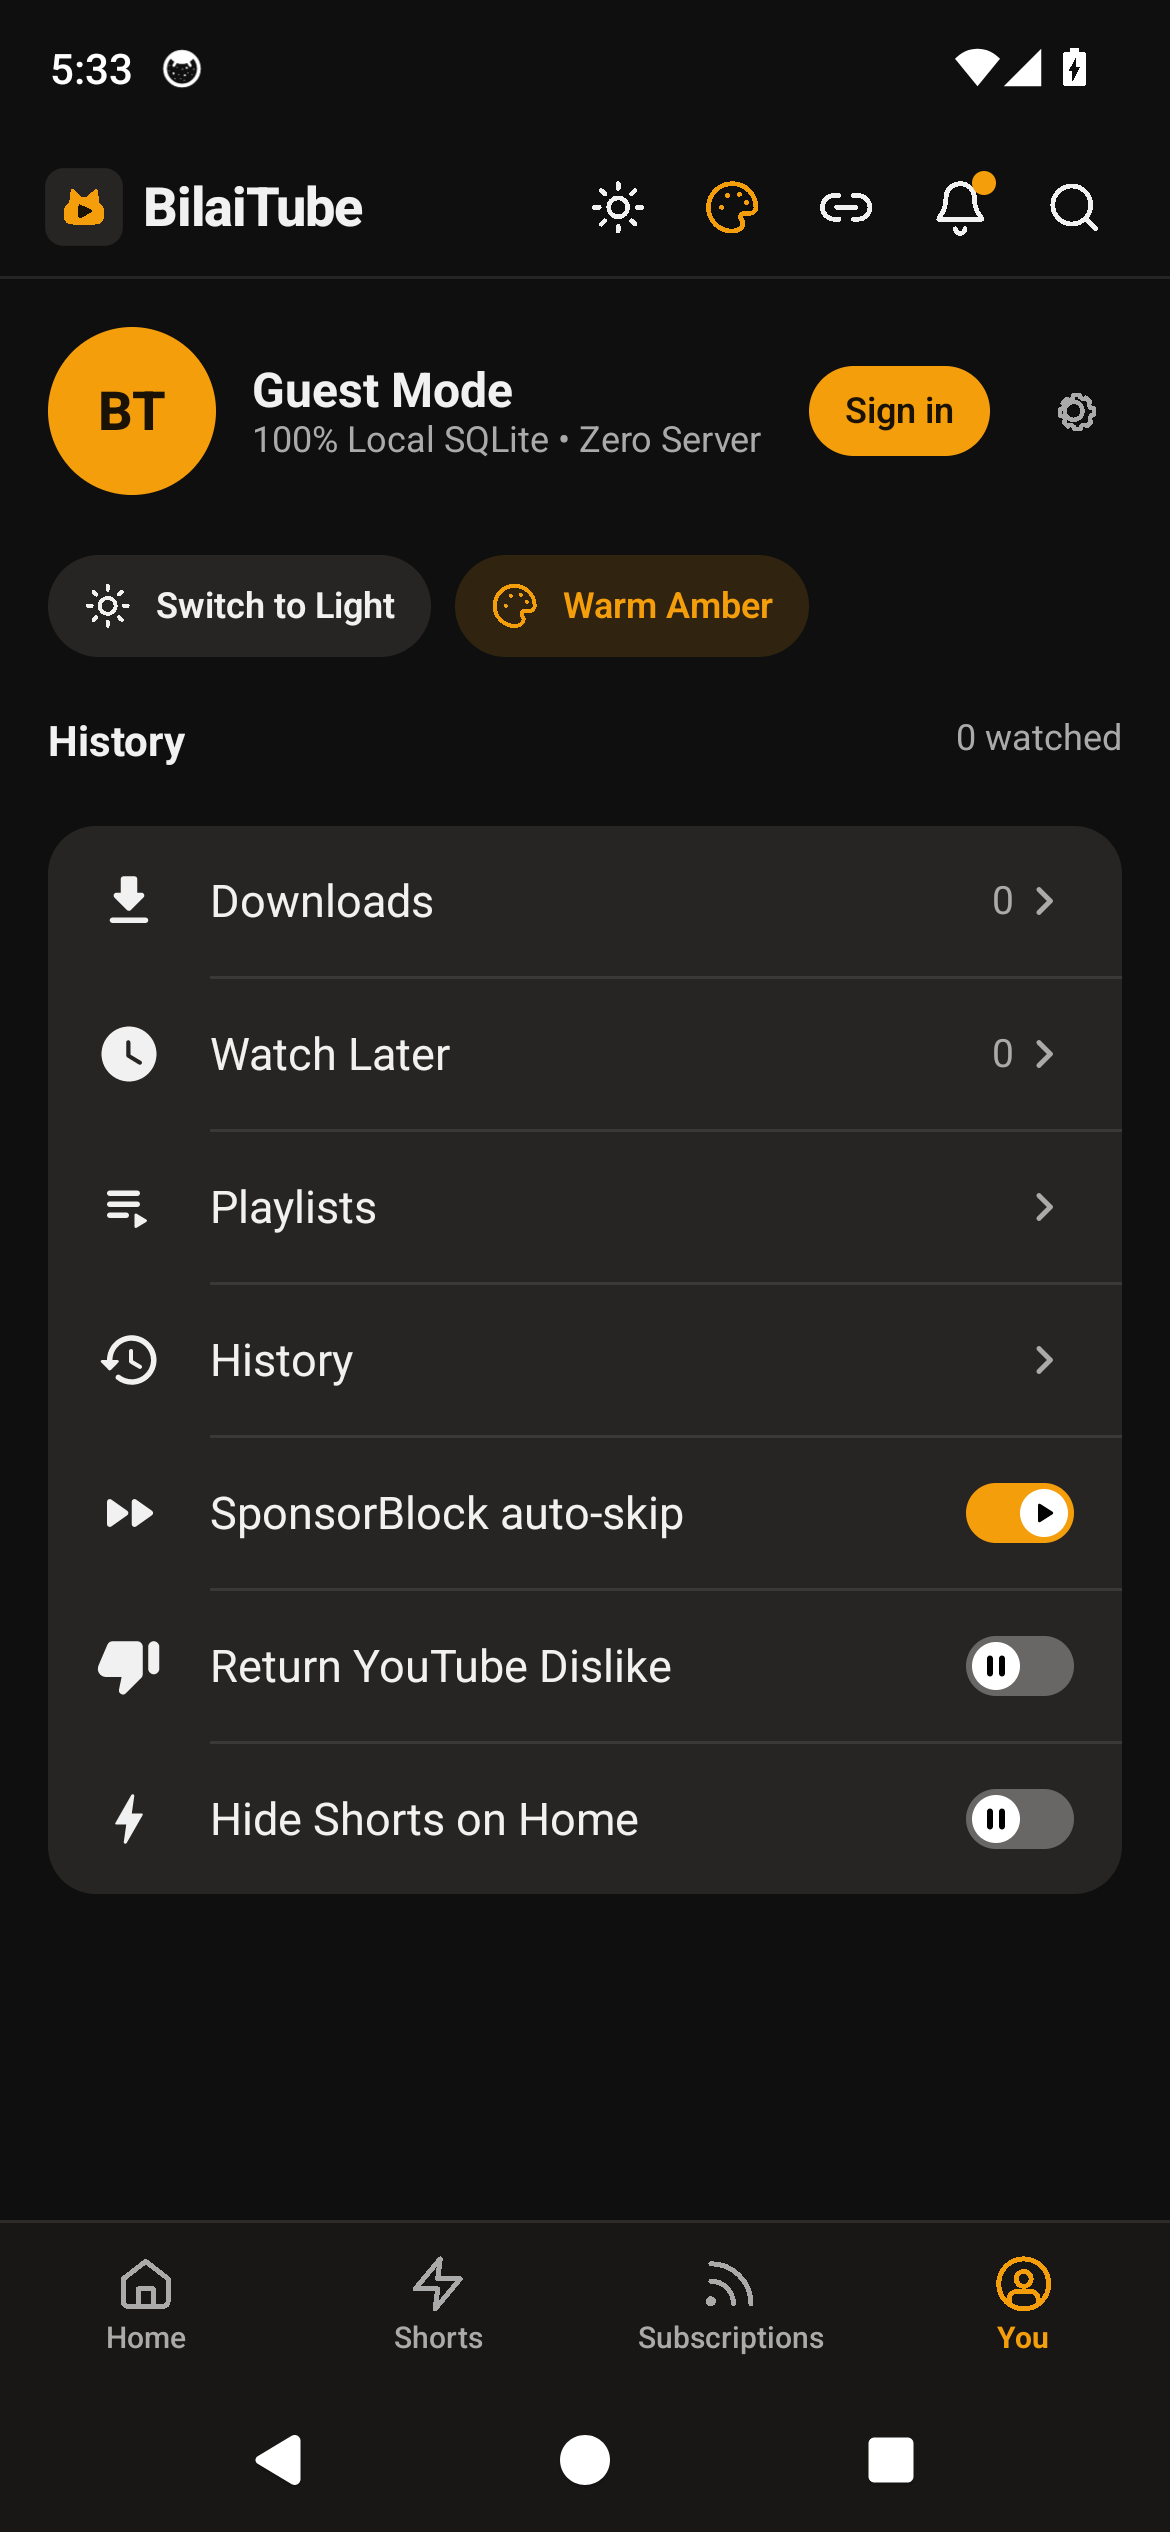 5:33
BilaiTube
BT
Guest Mode
100% Local SQLite • Zero Server
Sign in
Switch to Light
Warm Amber
History
0 watched
Downloads
0
Watch Later
0
Playlists
History
SponsorBlock auto-skip
Return YouTube Dislike
Hide Shorts on Home
Home
Shorts
Subscriptions
You